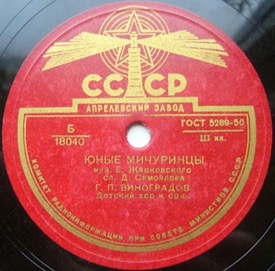 СССР
АПРЕЛЕВСКИЙ ЗАВОД
Б
18040
ГОСТ 5289-50
III кл.
ЮНЫЕ МИЧУРИНЦЫ
муз. Е. Жарковского
сл. Д. Самойлова
Г. П. ВИНОГРАДОВ
Детский хор и орк.
КОМИТЕТ РАДИОИНФОРМАЦИИ ПРИ СОВЕТЕ МИНИСТРОВ СССР